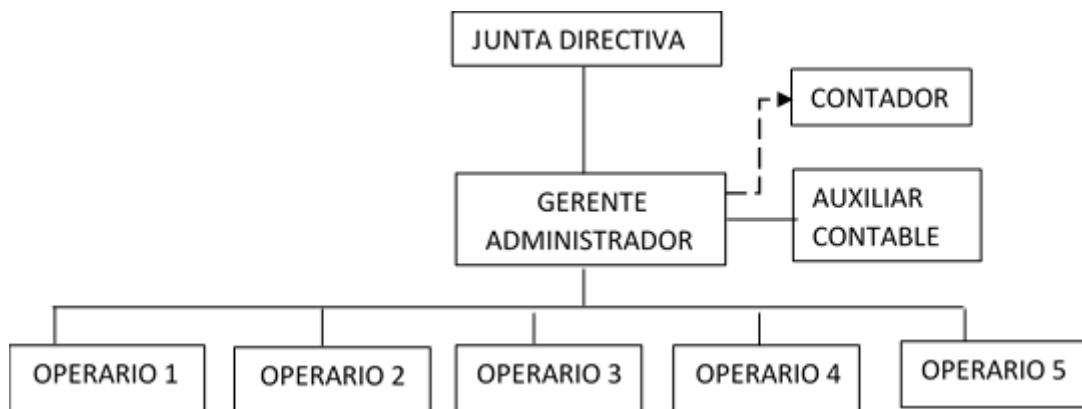 JUNTA DIRECTIVA
CONTADOR
GERENTE
ADMINISTRADOR
AUXILIAR
CONTABLE
OPERARIO 1
OPERARIO 2
OPERARIO 3
OPERARIO 4
OPERARIO 5